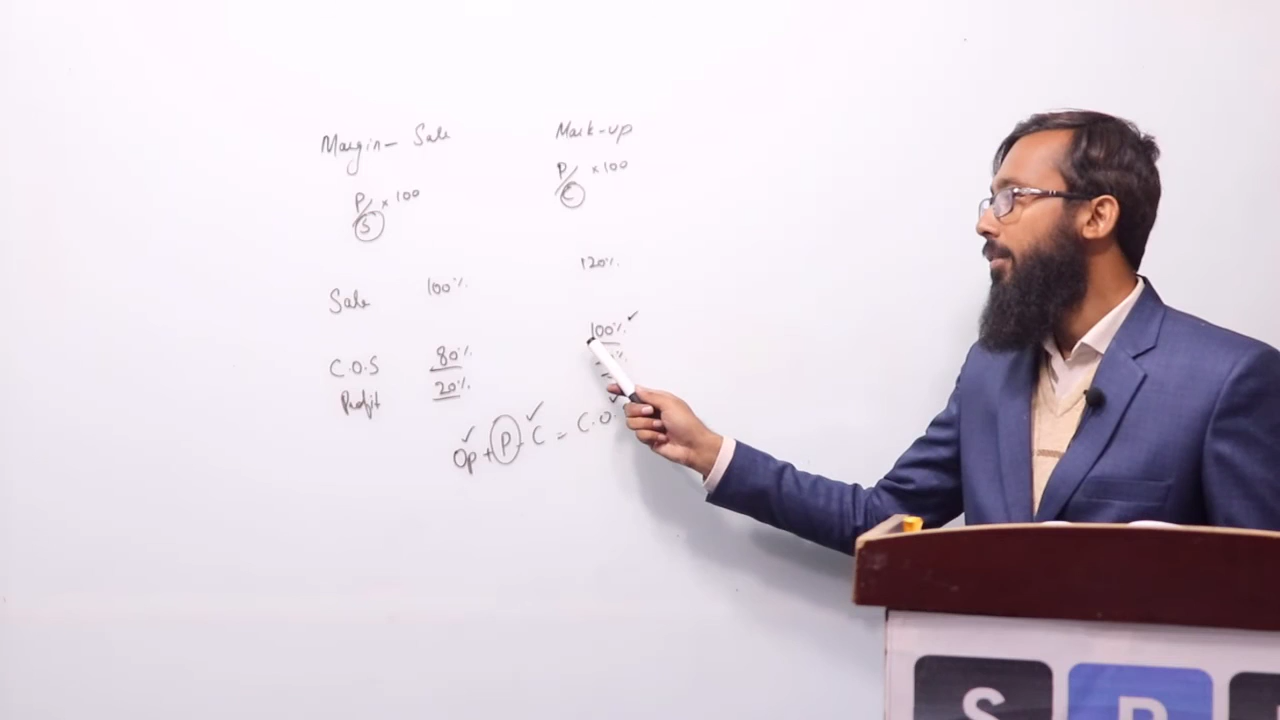 Margin - Sale Mark-up
P/S × 100 P/C × 100
120%
Sale 100%
100% ✓
C.O.S 80%
Profit 20%
Op + P - C = C.O.
S P